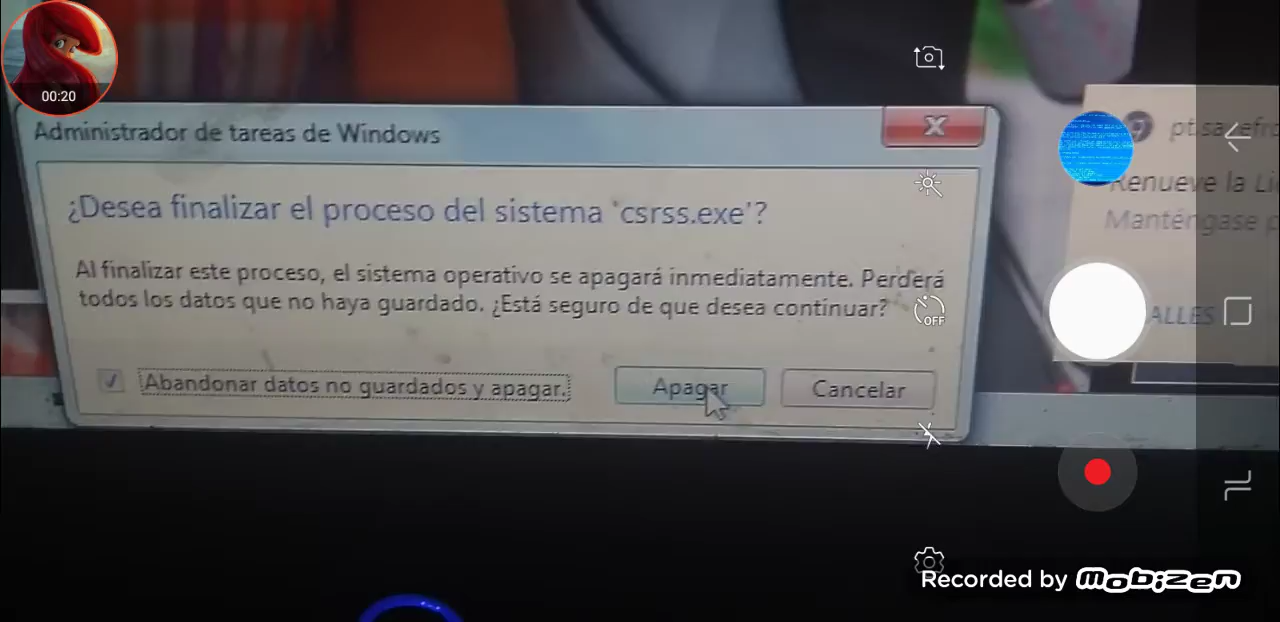 00:20
Administrador de tareas de Windows
¿Desea finalizar el proceso del sistema 'csrss.exe'?
Al finalizar este proceso, el sistema operativo se apagará inmediatamente. Perderá
todos los datos que no haya guardado. ¿Está seguro de que desea continuar?
Abandonar datos no guardados y apagar.
Apagar
Cancelar
Renueve la
Manténgase
OFF
ALLES
Recorded by Mobizen